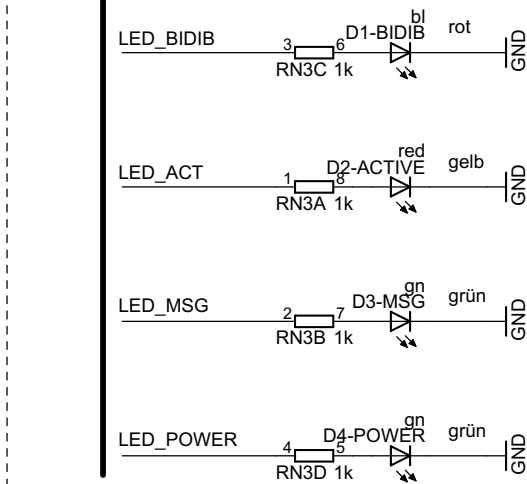 bl
LED_BIDIB 3 6 D1-BIDIB rot
RN3C 1k
GND
red
LED_ACT 1 8 D2-ACTIVE gelb
RN3A 1k
GND
gn
LED_MSG 2 7 D3-MSG grün
RN3B 1k
GND
gn
LED_POWER 4 5 D4-POWER grün
RN3D 1k
GND